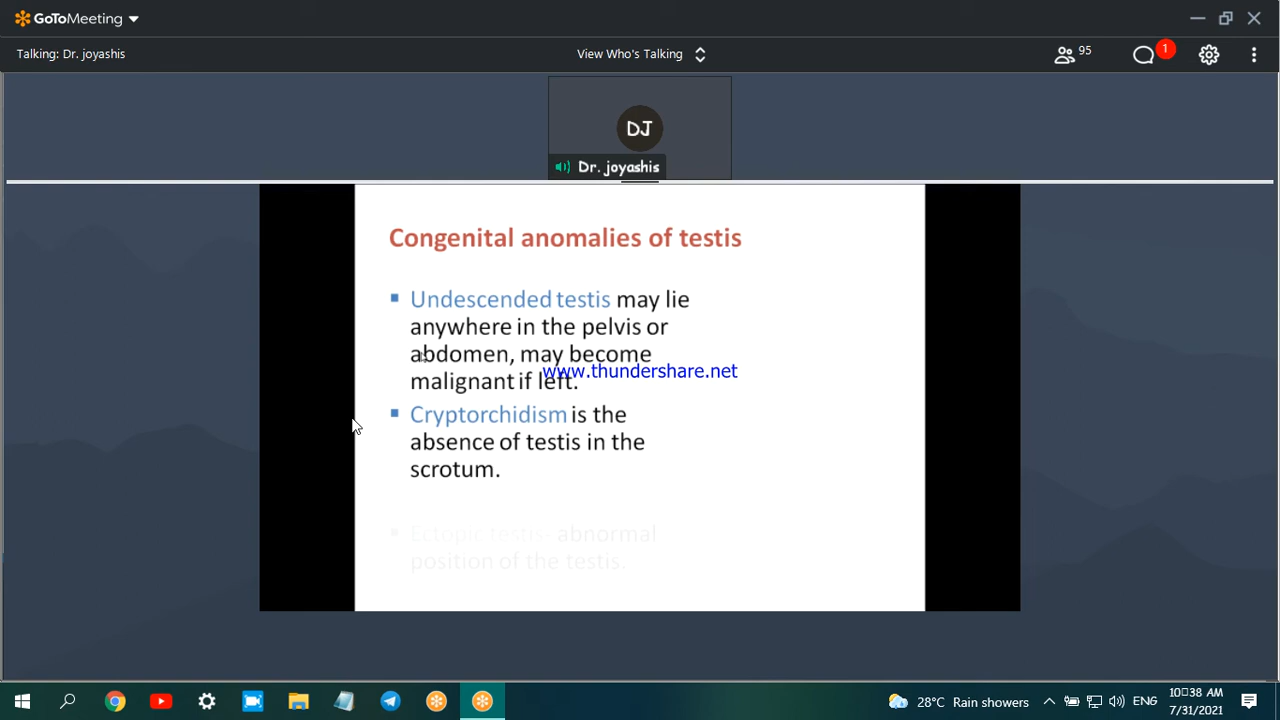 GoToMeeting
Talking: Dr. joyashis
View Who's Talking
95
1
DJ
Dr. joyashis
Congenital anomalies of testis
Undescended testis may lie
anywhere in the pelvis or
abdomen, may become
malignant if left.
www.thundershare.net
Cryptorchidism is the
absence of testis in the
scrotum.
Ectopic testis- abnormal
position of the testis.
28°C Rain showers
ENG
10:38 AM
7/31/2021